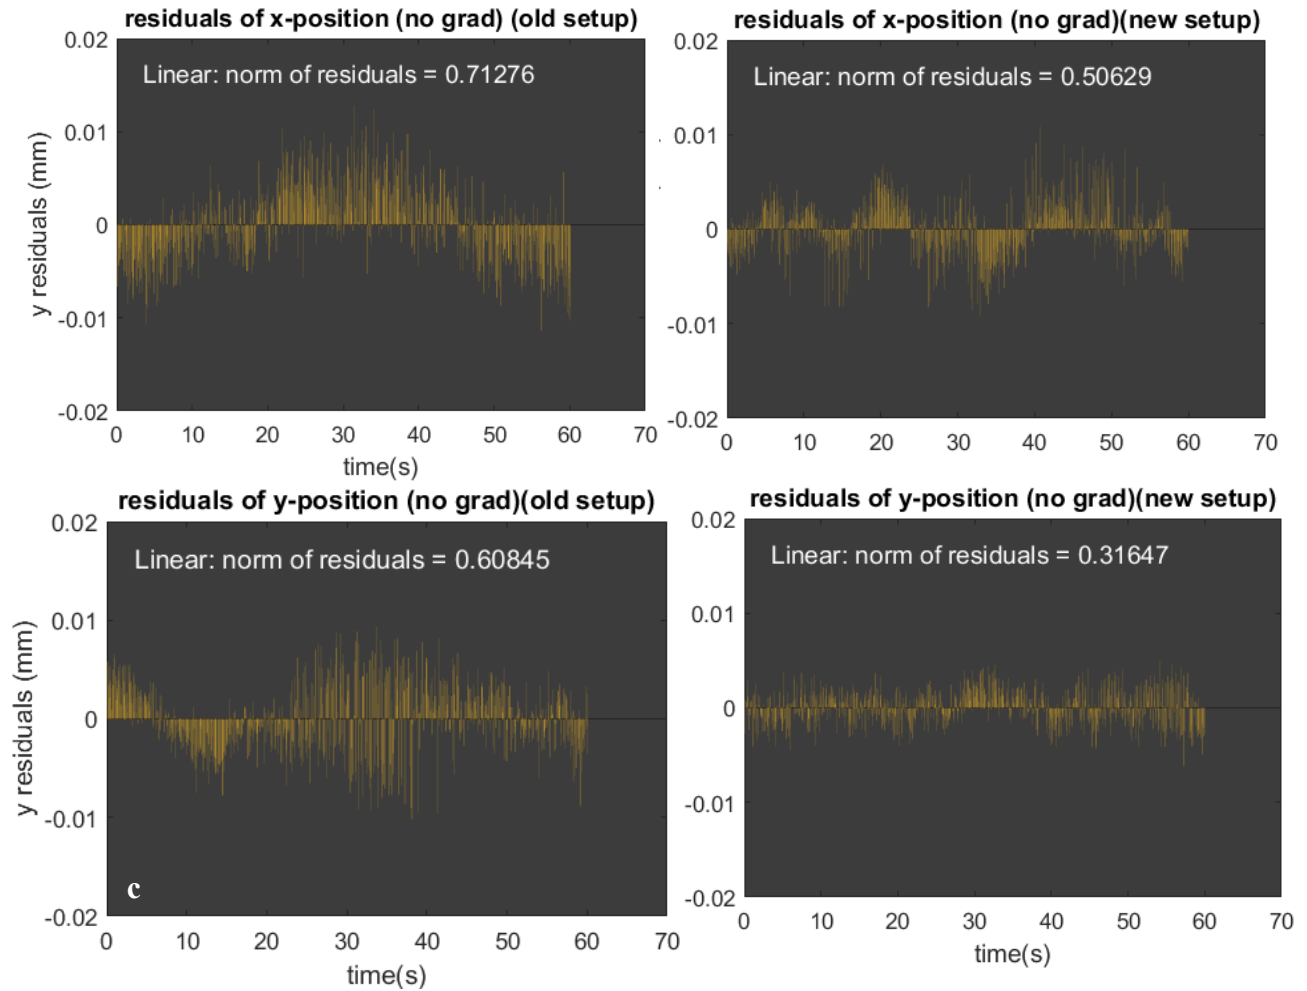 residuals of x-position (no grad) (old setup)
Linear: norm of residuals = 0.71276
y residuals (mm)
0.02
0.01
0
-0.01
-0.02
0 10 20 30 40 50 60 70
time(s)
residuals of x-position (no grad)(new setup)
Linear: norm of residuals = 0.50629
0.02
0.01
0
-0.01
-0.02
0 10 20 30 40 50 60 70
residuals of y-position (no grad)(old setup)
Linear: norm of residuals = 0.60845
y residuals (mm)
0.02
0.01
0
-0.01
-0.02
c
0 10 20 30 40 50 60 70
time(s)
residuals of y-position (no grad)(new setup)
Linear: norm of residuals = 0.31647
0.02
0.01
0
-0.01
-0.02
0 10 20 30 40 50 60 70
time(s)